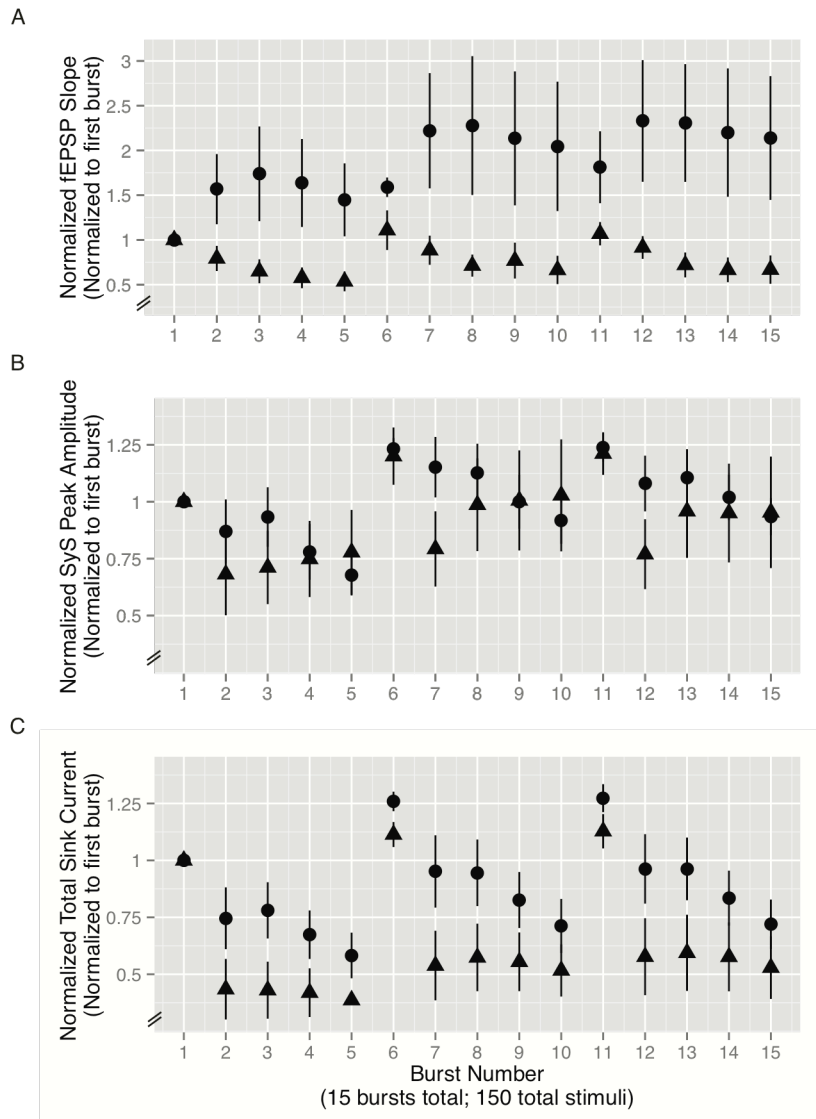 A
Normalized fEPSP Slope
(Normalized to first burst)
3
2.5
2
1.5
1
0.5
1 2 3 4 5 6 7 8 9 10 11 12 13 14 15
B
Normalized SyS Peak Amplitude
(Normalized to first burst)
1.25
1
0.75
0.5
1 2 3 4 5 6 7 8 9 10 11 12 13 14 15
C
Normalized Total Sink Current
(Normalized to first burst)
1.25
1
0.75
0.5
1 2 3 4 5 6 7 8 9 10 11 12 13 14 15
Burst Number
(15 bursts total; 150 total stimuli)